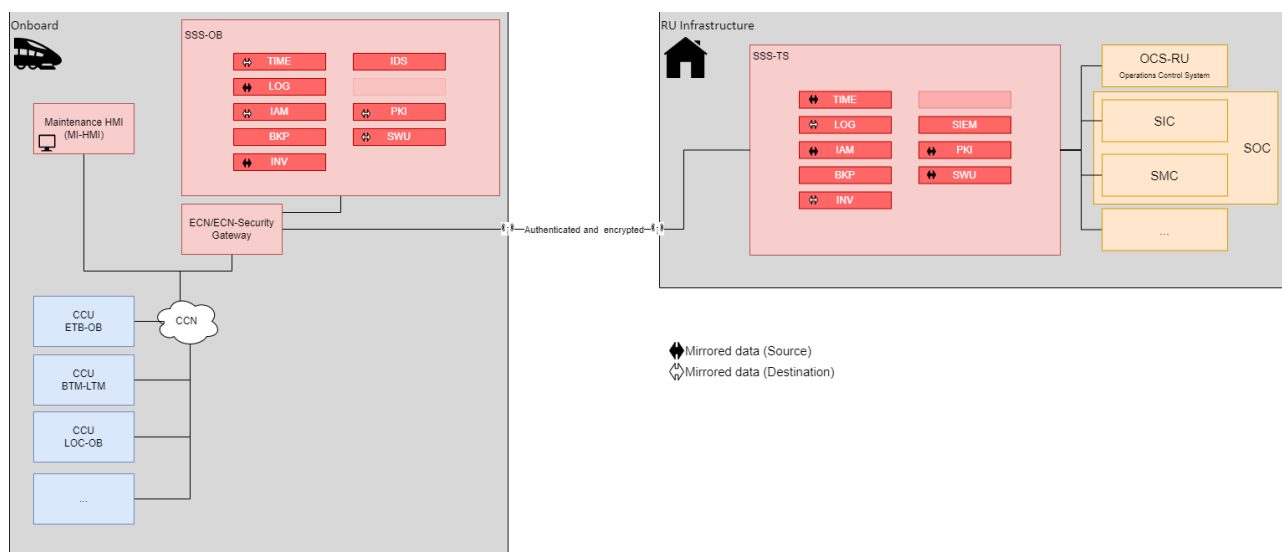 Onboard
SSS-OB
TIME
IDS
LOG
IAM
PKI
BKP
SWU
INV
Maintenance HMI
(MI-HMI)
ECN/ECN-Security
Gateway
CCN
CCU
ETB-OB
CCU
BTM-LTM
CCU
LOC-OB
...
Authenticated and encrypted
RU Infrastructure
SSS-TS
TIME
LOG
SIEM
IAM
PKI
BKP
SWU
INV
OCS-RU
Operations Control System
SIC
SOC
SMC
...
Mirrored data (Source)
Mirrored data (Destination)